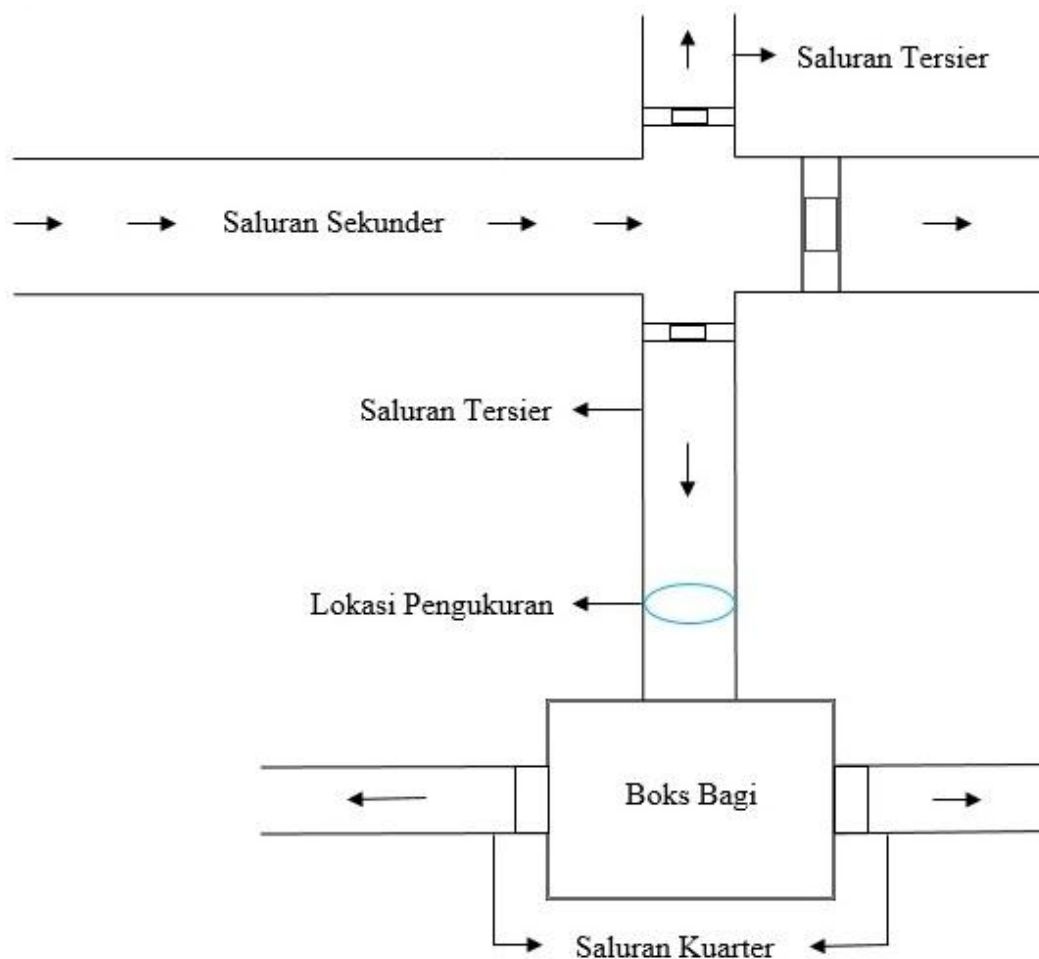 Saluran Tersier
Saluran Sekunder
Saluran Tersier
Lokasi Pengukuran
Boks Bagi
Saluran Kuarter